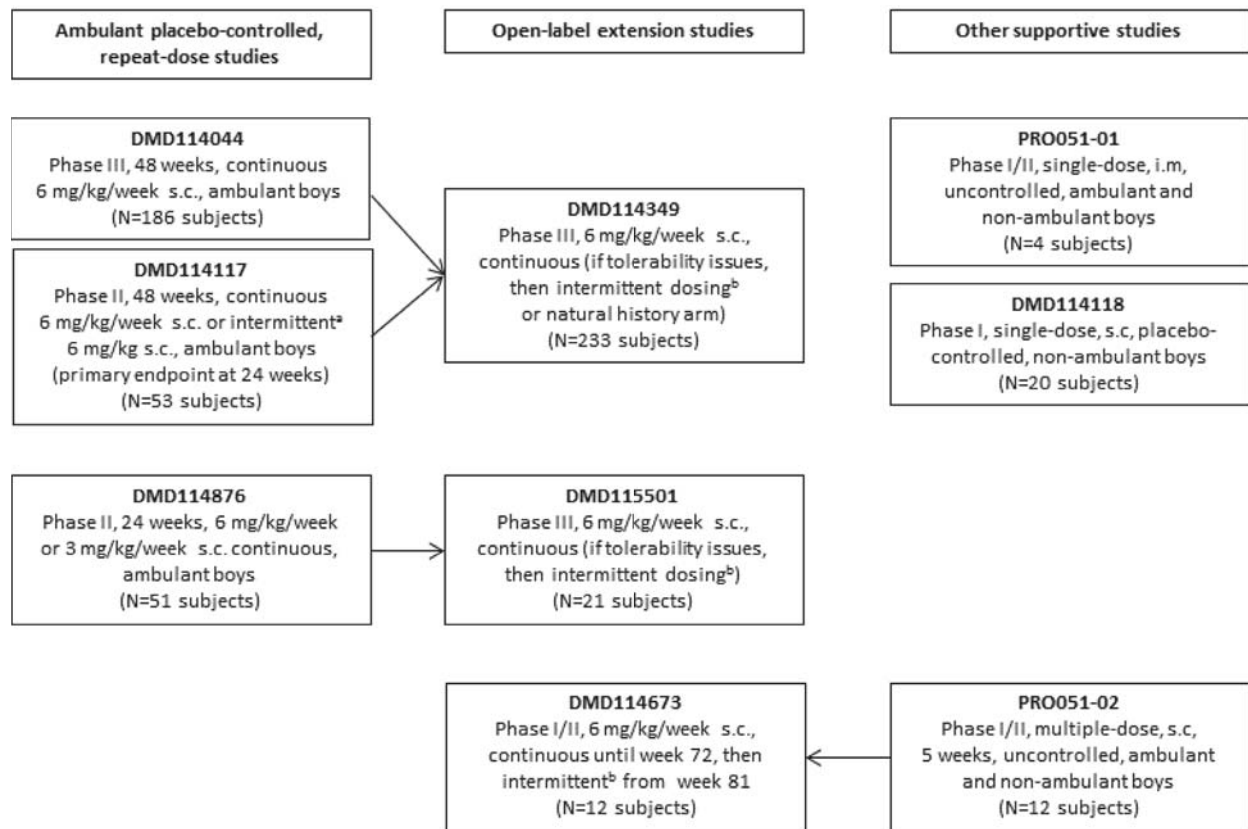 Ambulant placebo-controlled,
repeat-dose studies
Open-label extension studies
Other supportive studies
DMD114044
Phase III, 48 weeks, continuous
6 mg/kg/week s.c., ambulant boys
(N=186 subjects)
DMD114117
Phase II, 48 weeks, continuous
6 mg/kg/week s.c. or intermittentᵃ
6 mg/kg s.c., ambulant boys
(primary endpoint at 24 weeks)
(N=53 subjects)
DMD114349
Phase III, 6 mg/kg/week s.c.,
continuous (if tolerability issues,
then intermittent dosingᵇ
or natural history arm)
(N=233 subjects)
PRO051-01
Phase I/II, single-dose, i.m,
uncontrolled, ambulant and
non-ambulant boys
(N=4 subjects)
DMD114118
Phase I, single-dose, s.c, placebo-
controlled, non-ambulant boys
(N=20 subjects)
DMD114876
Phase II, 24 weeks, 6 mg/kg/week
or 3 mg/kg/week s.c. continuous,
ambulant boys
(N=51 subjects)
DMD115501
Phase III, 6 mg/kg/week s.c.,
continuous (if tolerability issues,
then intermittent dosingᵇ)
(N=21 subjects)
DMD114673
Phase I/II, 6 mg/kg/week s.c.,
continuous until week 72, then
intermittentᵇ from week 81
(N=12 subjects)
PRO051-02
Phase I/II, multiple-dose, s.c,
5 weeks, uncontrolled, ambulant
and non-ambulant boys
(N=12 subjects)